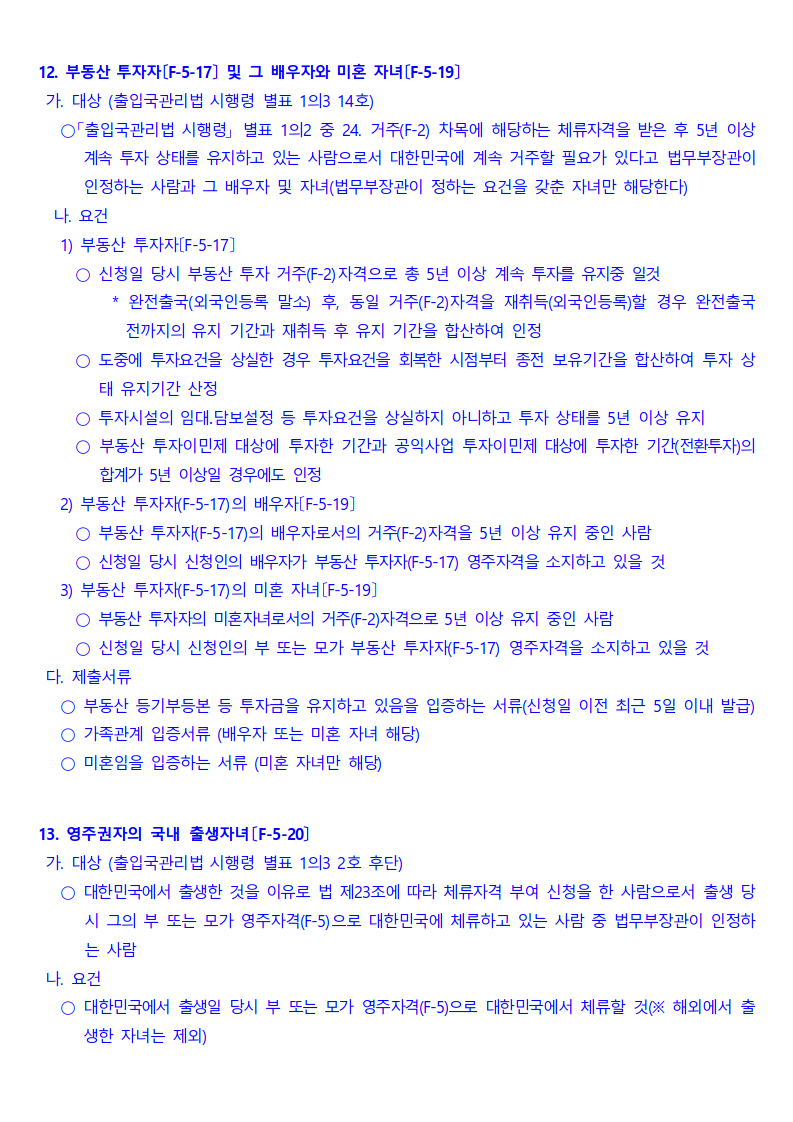 12. 부동산 투자자〔F-5-17〕 및 그 배우자와 미혼 자녀〔F-5-19〕
가. 대상 (출입국관리법 시행령 별표 1의3 14호)
○「출입국관리법 시행령」 별표 1의2 중 24. 거주(F-2) 차목에 해당하는 체류자격을 받은 후 5년 이상
계속 투자 상태를 유지하고 있는 사람으로서 대한민국에 계속 거주할 필요가 있다고 법무부장관이
인정하는 사람과 그 배우자 및 자녀(법무부장관이 정하는 요건을 갖춘 자녀만 해당한다)
나. 요건
1) 부동산 투자자〔F-5-17〕
○ 신청일 당시 부동산 투자 거주(F-2)자격으로 총 5년 이상 계속 투자를 유지중 일것
* 완전출국(외국인등록 말소) 후, 동일 거주(F-2)자격을 재취득(외국인등록)할 경우 완전출국
전까지의 유지 기간과 재취득 후 유지 기간을 합산하여 인정
○ 도중에 투자요건을 상실한 경우 투자요건을 회복한 시점부터 종전 보유기간을 합산하여 투자 상
태 유지기간 산정
○ 투자시설의 임대.담보설정 등 투자요건을 상실하지 아니하고 투자 상태를 5년 이상 유지
○ 부동산 투자이민제 대상에 투자한 기간과 공익사업 투자이민제 대상에 투자한 기간(전환투자)의
합계가 5년 이상일 경우에도 인정
2) 부동산 투자자(F-5-17)의 배우자〔F-5-19〕
○ 부동산 투자자(F-5-17)의 배우자로서의 거주(F-2)자격을 5년 이상 유지 중인 사람
○ 신청일 당시 신청인의 배우자가 부동산 투자자(F-5-17) 영주자격을 소지하고 있을 것
3) 부동산 투자자(F-5-17)의 미혼 자녀〔F-5-19〕
○ 부동산 투자자의 미혼자녀로서의 거주(F-2)자격으로 5년 이상 유지 중인 사람
○ 신청일 당시 신청인의 부 또는 모가 부동산 투자자(F-5-17) 영주자격을 소지하고 있을 것
다. 제출서류
○ 부동산 등기부등본 등 투자금을 유지하고 있음을 입증하는 서류(신청일 이전 최근 5일 이내 발급)
○ 가족관계 입증서류 (배우자 또는 미혼 자녀 해당)
○ 미혼임을 입증하는 서류 (미혼 자녀만 해당)
13. 영주권자의 국내 출생자녀〔F-5-20〕
가. 대상 (출입국관리법 시행령 별표 1의3 2호 후단)
○ 대한민국에서 출생한 것을 이유로 법 제23조에 따라 체류자격 부여 신청을 한 사람으로서 출생 당
시 그의 부 또는 모가 영주자격(F-5)으로 대한민국에 체류하고 있는 사람 중 법무부장관이 인정하
는 사람
나. 요건
○ 대한민국에서 출생일 당시 부 또는 모가 영주자격(F-5)으로 대한민국에서 체류할 것(※ 해외에서 출
생한 자녀는 제외)